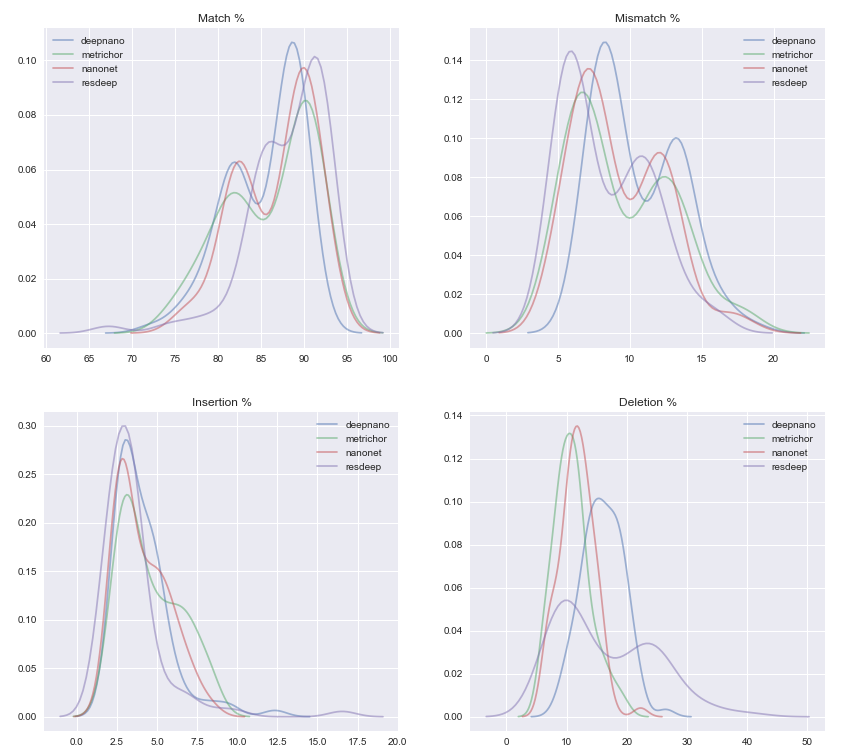 Match %
deepnano
metrichor
nanonet
resdeep
0.10
0.08
0.06
0.04
0.02
0.00
60 65 70 75 80 85 90 95 100
Mismatch %
deepnano
metrichor
nanonet
resdeep
0.14
0.12
0.10
0.08
0.06
0.04
0.02
0.00
0 5 10 15 20
Insertion %
deepnano
metrichor
nanonet
resdeep
0.30
0.25
0.20
0.15
0.10
0.05
0.00
0.0 2.5 5.0 7.5 10.0 12.5 15.0 17.5 20.0
Deletion %
deepnano
metrichor
nanonet
resdeep
0.14
0.12
0.10
0.08
0.06
0.04
0.02
0.00
0 10 20 30 40 50